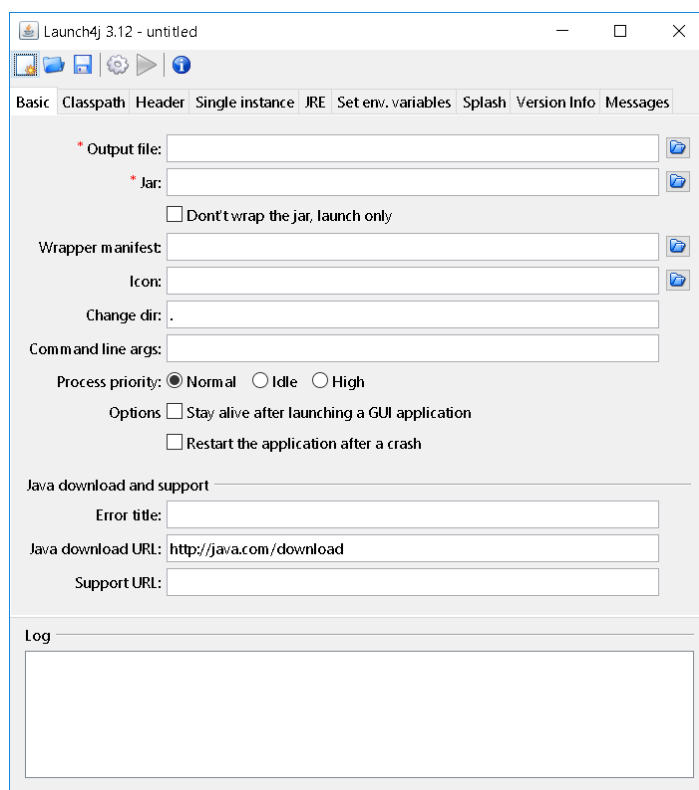 Launch4j 3.12 - untitled
Basic Classpath Header Single instance JRE Set env. variables Splash Version Info Messages
* Output file:
* Jar:
Dont't wrap the jar, launch only
Wrapper manifest:
Icon:
Change dir: .
Command line args:
Process priority: Normal Idle High
Options Stay alive after launching a GUI application
Restart the application after a crash
Java download and support
Error title:
Java download URL: http://java.com/download
Support URL:
Log